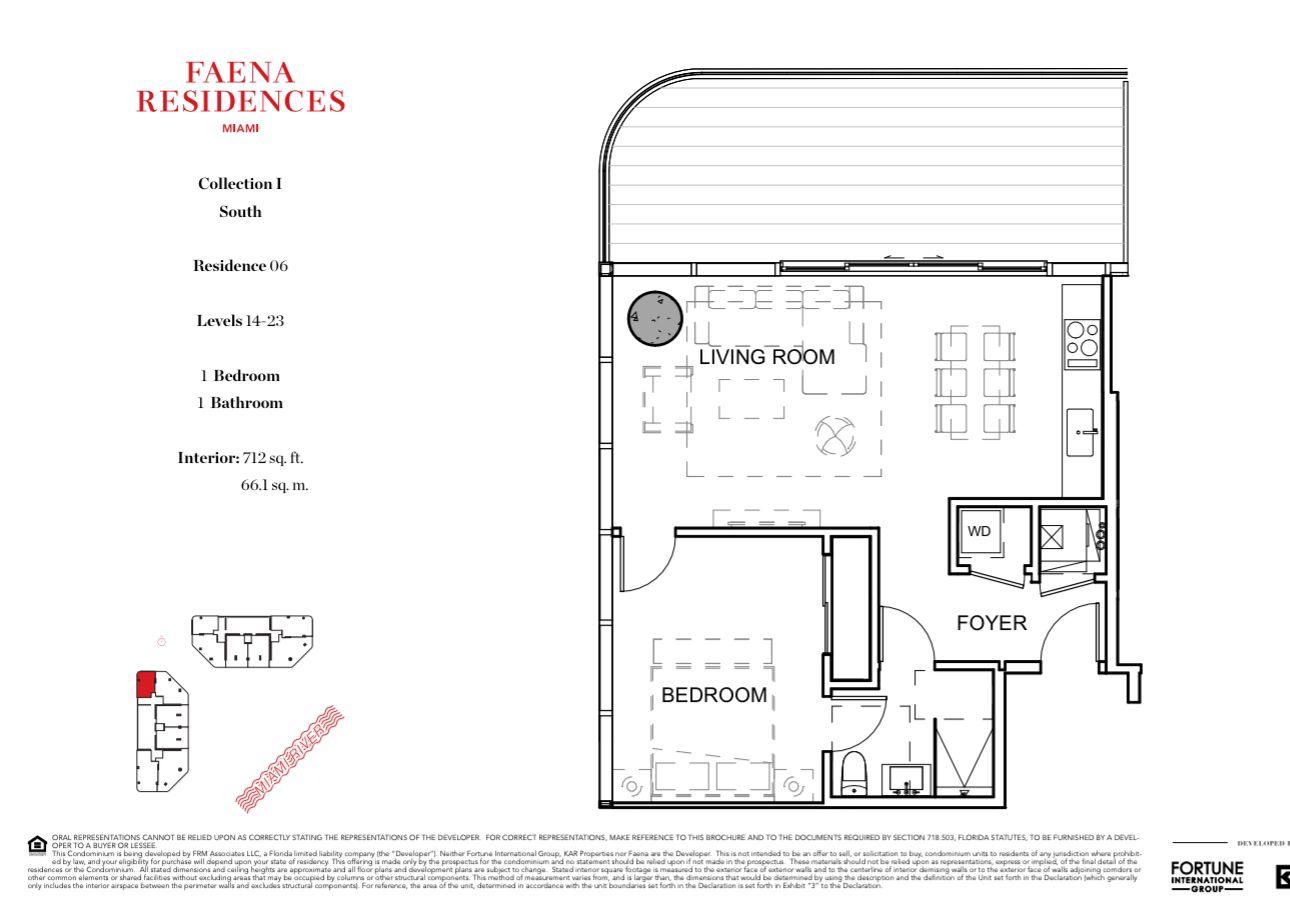 FAENA
RESIDENCES
MIAMI
Collection I
South
Residence 06
Levels 14-23
1 Bedroom
1 Bathroom
Interior: 712 sq. ft.
66.1 sq. m.
LIVING ROOM
WD
FOYER
BEDROOM
MIAMI RIVER
ORAL REPRESENTATIONS CANNOT BE RELIED UPON AS CORRECTLY STATING THE REPRESENTATIONS OF THE DEVELOPER. FOR CORRECT REPRESENTATIONS, MAKE REFERENCE TO THIS BROCHURE AND TO THE DOCUMENTS REQUIRED BY SECTION 718.503, FLORIDA STATUTES, TO BE FURNISHED BY A DEVEL-
OPER TO A BUYER OR LESSEE.
This Condominium is being developed by FRM Associates LLC, a Florida limited liability company (the “Developer”). Neither Fortune International Group, KAR Properties nor Faena are the Developer. This is not intended to be an offer to sell, or solicitation to buy, condominium units to residents of any jurisdiction where prohibit-
ed by law, and your eligibility for purchase will depend upon your state of residency. This offering is made only by the prospectus for the condominium and no statement should be relied upon if not made in the prospectus. These materials should not be relied upon as representations, express or implied, of the final detail of the
residences or the Condominium. All stated dimensions and ceiling heights are approximate and all floor plans and development plans are subject to change. Stated interior square footage is measured to the exterior face of exterior walls and to the centerline of interior demising walls or to the exterior face of walls adjoining corridors or
other common elements or shared facilities without excluding areas that may be occupied by columns or other structural components. This method of measurement varies from, and is larger than, the dimensions that would be determined by using the description and the definition of the Unit set forth in the Declaration (which generally
only includes the interior airspace between the perimeter walls and excludes structural components). For reference, the area of the unit, determined in accordance with the unit boundaries set forth in the Declaration is set forth in Exhibit “3” to the Declaration.
DEVELOPED
FORTUNE
INTERNATIONAL
GROUP